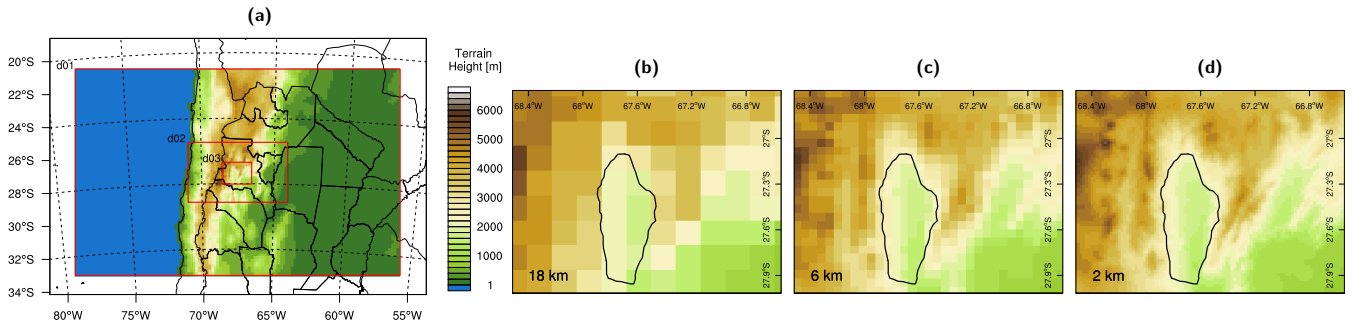 (a)
d01
d02
d03
20°S
22°S
24°S
26°S
28°S
30°S
32°S
34°S
80°W
75°W
70°W
65°W
60°W
55°W
Terrain
Height [m]
6000
5000
4000
3000
2000
1000
1
(b)
68.4°W
68°W
67.6°W
67.2°W
66.8°W
27°S
27.3°S
27.6°S
27.9°S
18 km
(c)
68.4°W
68°W
67.6°W
67.2°W
66.8°W
27°S
27.3°S
27.6°S
27.9°S
6 km
(d)
68.4°W
68°W
67.6°W
67.2°W
66.8°W
27°S
27.3°S
27.6°S
27.9°S
2 km